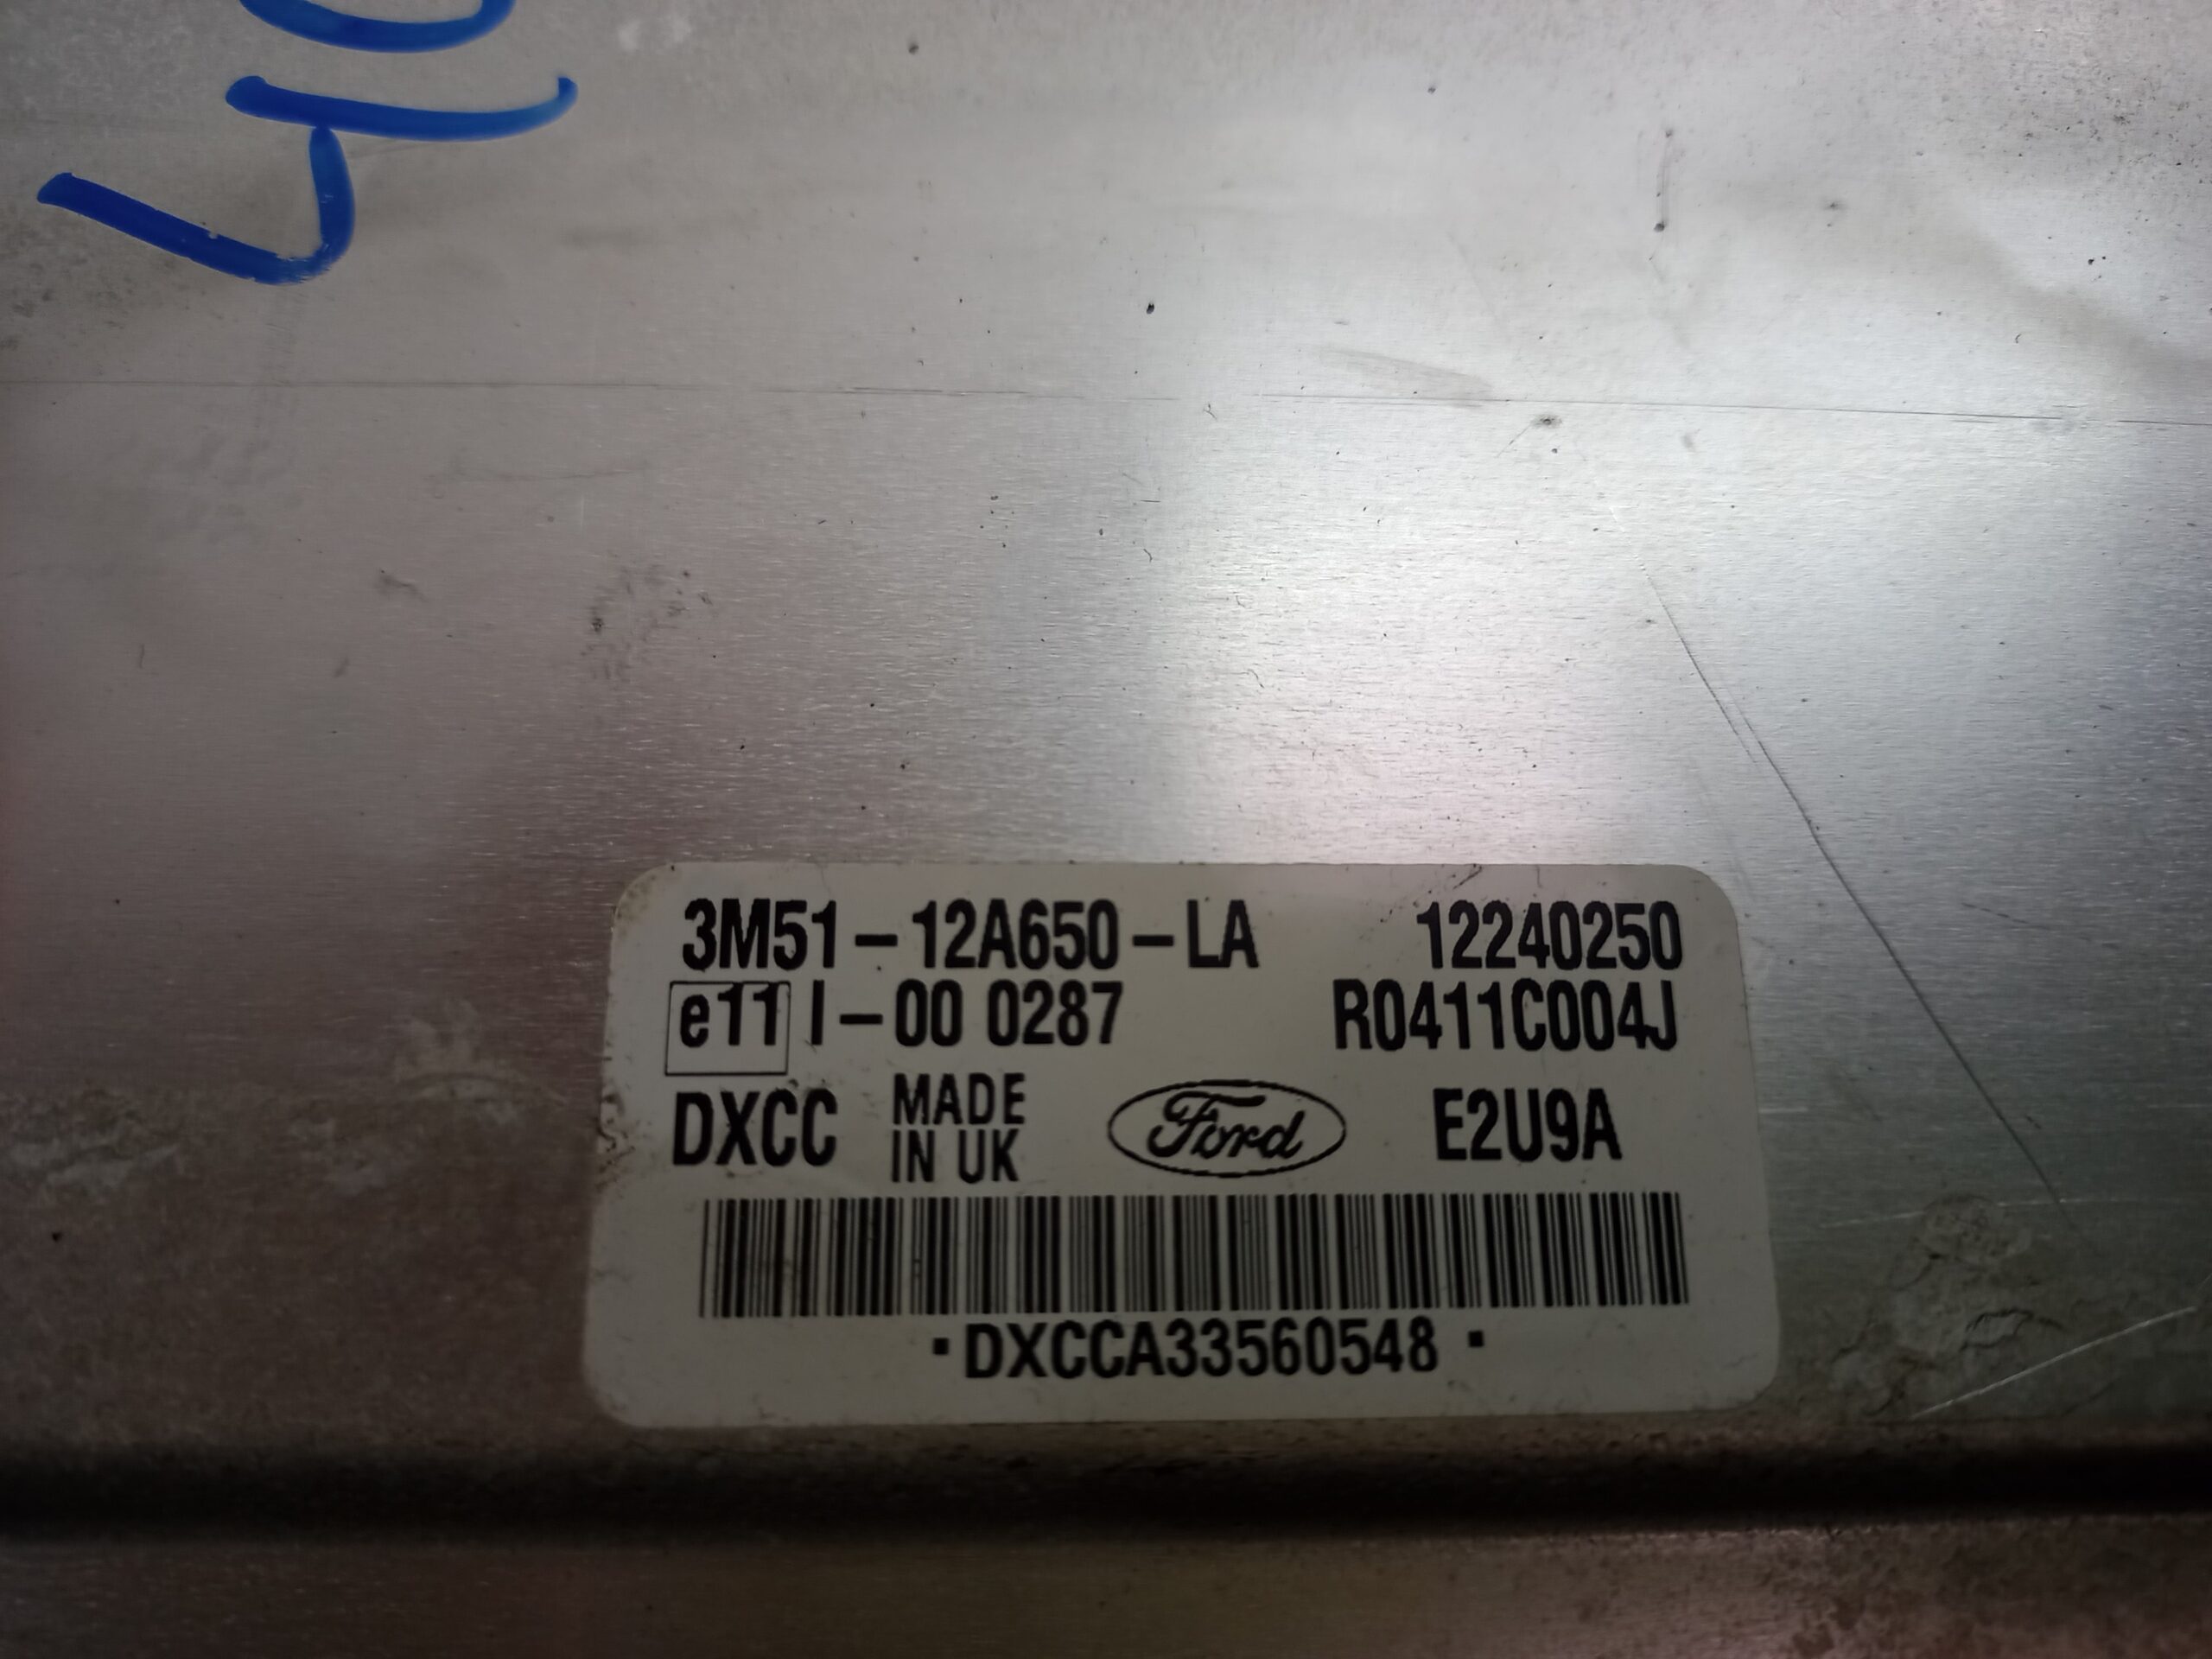 3M51-12A650-LA 12240250
e11 I-00 0287 R0411C004J
DXCC MADE IN UK Ford E2U9A
·DXCCA33560548·